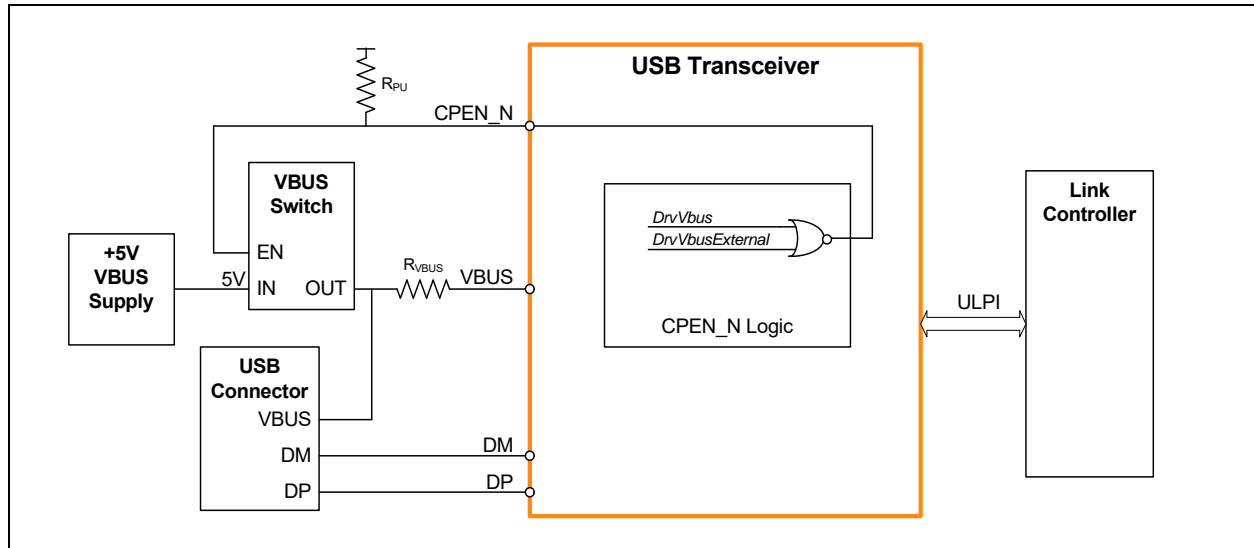 USB Transceiver
RPU
CPEN_N
VBUS
Switch
EN
5V
IN
OUT
+5V
VBUS
Supply
RVBUS
VBUS
DrvVbus
DrvVbusExternal
CPEN_N Logic
Link
Controller
ULPI
USB
Connector
VBUS
DM
DP
DM
DP